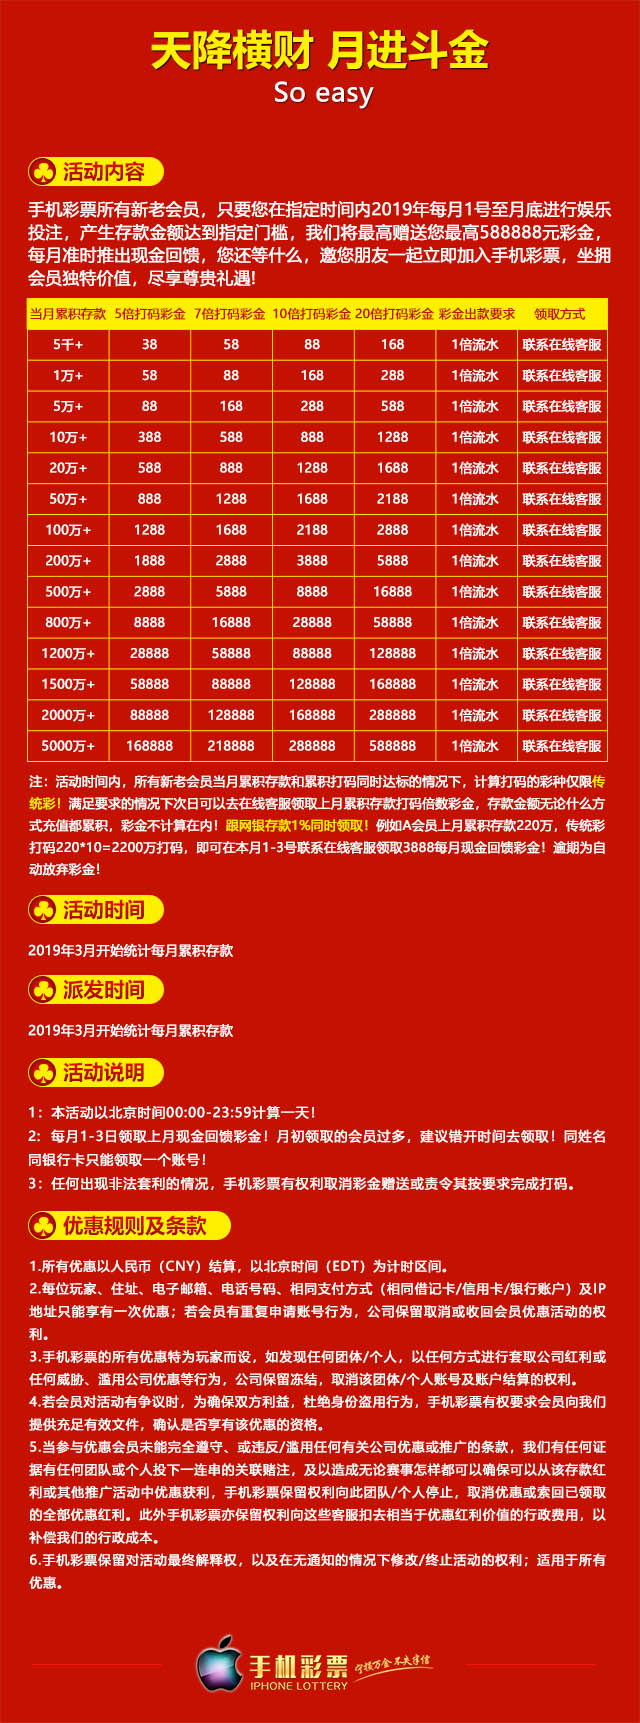 天降横财 月进斗金
So easy
活动内容
手机彩票所有新老会员，只要您在指定时间内2019年每月1号至月底进行娱乐
投注，产生存款金额达到指定门槛，我们将最高赠送您最高588888元彩金，
每月准时推出现金回馈，您还等什么，邀您朋友一起立即加入手机彩票，坐拥
会员独特价值，尽享尊贵礼遇!
当月累积存款 5倍打码彩金 7倍打码彩金 10倍打码彩金 20倍打码彩金 彩金出款要求 领取方式
5千+ 38 58 88 168 1倍流水 联系在线客服
1万+ 58 88 168 288 1倍流水 联系在线客服
5万+ 88 168 288 588 1倍流水 联系在线客服
10万+ 388 588 888 1288 1倍流水 联系在线客服
20万+ 588 888 1288 1688 1倍流水 联系在线客服
50万+ 888 1288 1688 2188 1倍流水 联系在线客服
100万+ 1288 1688 2188 2888 1倍流水 联系在线客服
200万+ 1888 2888 3888 5888 1倍流水 联系在线客服
500万+ 2888 5888 8888 16888 1倍流水 联系在线客服
800万+ 8888 16888 28888 58888 1倍流水 联系在线客服
1200万+ 28888 58888 88888 128888 1倍流水 联系在线客服
1500万+ 58888 88888 128888 168888 1倍流水 联系在线客服
2000万+ 88888 128888 168888 288888 1倍流水 联系在线客服
5000万+ 168888 218888 288888 588888 1倍流水 联系在线客服
注：活动时间内，所有新老会员当月累积存款和累积打码同时达标的情况下，计算打码的彩种仅限传
统彩！满足要求的情况下次日可以去在线客服领取上月累积存款打码倍数彩金，存款金额无论什么方
式充值都累积，彩金不计算在内！跟网银存款1%同时领取！例如A会员上月累积存款220万，传统彩
打码220*10=2200万打码，即可在本月1-3号联系在线客服领取3888每月现金回馈彩金！逾期为自
动放弃彩金！
活动时间
2019年3月开始统计每月累积存款
派发时间
2019年3月开始统计每月累积存款
活动说明
1：本活动以北京时间00:00-23:59计算一天！
2：每月1-3日领取上月现金回馈彩金！月初领取的会员过多，建议错开时间去领取！同姓名
同银行卡只能领取一个账号！
3：任何出现非法套利的情况，手机彩票有权利取消彩金赠送或责令其按要求完成打码。
优惠规则及条款
1.所有优惠以人民币（CNY）结算，以北京时间（EDT）为计时区间。
2.每位玩家、住址、电子邮箱、电话号码、相同支付方式（相同借记卡/信用卡/银行账户）及IP
地址只能享有一次优惠；若会员有重复申请账号行为，公司保留取消或收回会员优惠活动的权
利。
3.手机彩票的所有优惠特为玩家而设，如发现任何团体/个人，以任何方式进行套取公司红利或
任何威胁、滥用公司优惠等行为，公司保留冻结，取消该团体/个人账号及账户结算的权利。
4.若会员对活动有争议时，为确保双方利益，杜绝身份盗用行为，手机彩票有权要求会员向我们
提供充足有效文件，确认是否享有该优惠的资格。
5.当参与优惠会员未能完全遵守、或违反/滥用任何有关公司优惠或推广的条款，我们有任何证
据有任何团队或个人投下一连串的关联赌注，及以造成无论赛事怎样都可以确保可以从该存款红
利或其他推广活动中优惠获利，手机彩票保留权利向此团队/个人停止，取消优惠或索回已领取
的全部优惠红利。此外手机彩票亦保留权利向这些客服扣去相当于优惠红利价值的行政费用，以
补偿我们的行政成本。
6.手机彩票保留对活动最终解释权，以及在无通知的情况下修改/终止活动的权利；适用于所有
优惠。
手机彩票 宁损万金 不失信信
IPHONE LOTTERY